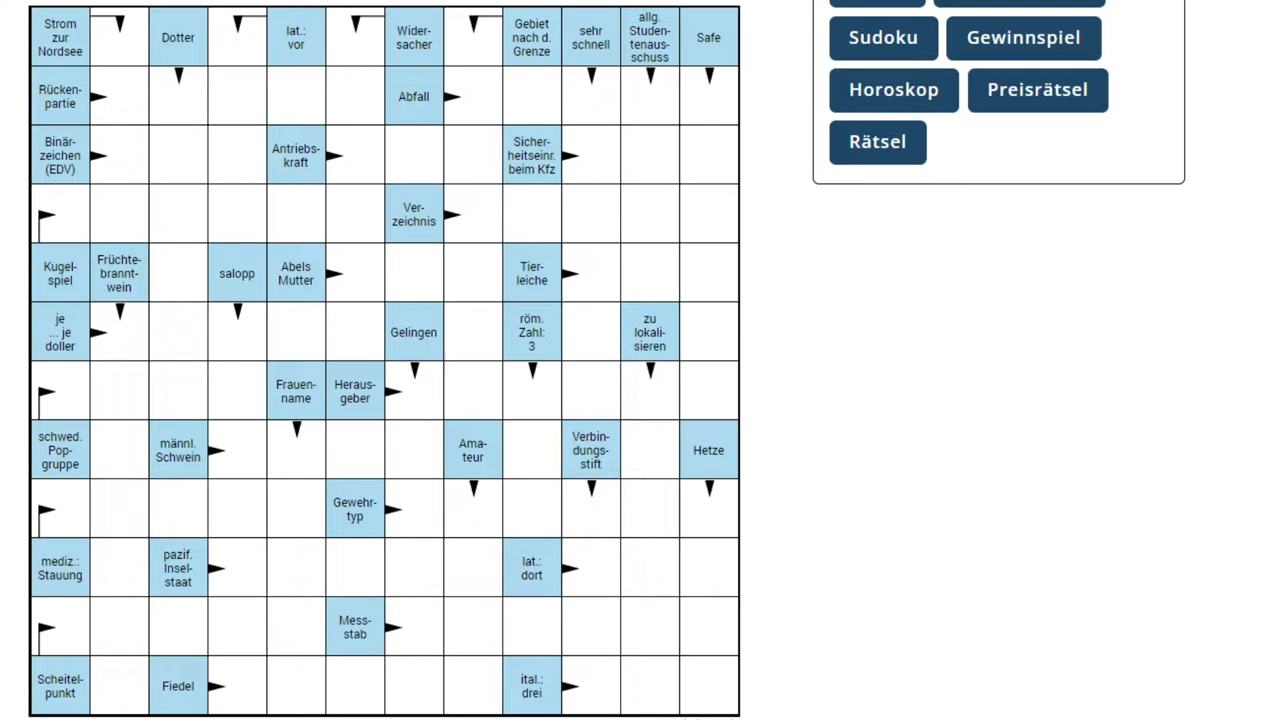 Strom
zur
Nordsee
Dotter
lat.:
vor
Wider-
sacher
Gebiet
nach d.
Grenze
sehr
schnell
allg.
Studen-
tenaus-
schuss
Safe
Rücken-
partie
Abfall
Binär-
zeichen
(EDV)
Antriebs-
kraft
Sicher-
heitseinr.
beim Kfz
Ver-
zeichnis
Kugel-
spiel
Früchte-
brannt-
wein
salopp
Abels
Mutter
Tier-
leiche
je
... je
doller
Gelingen
röm.
Zahl:
3
zu
lokali-
sieren
Frauen-
name
Heraus-
geber
schwed.
Pop-
gruppe
männl.
Schwein
Ama-
teur
Verbin-
dungs-
stift
Hetze
Gewehr-
typ
mediz.:
Stauung
pazif.
Insel-
staat
lat.:
dort
Mess-
stab
Scheitel-
punkt
Fiedel
ital.:
drei
Sudoku
Gewinnspiel
Horoskop
Preisrätsel
Rätsel